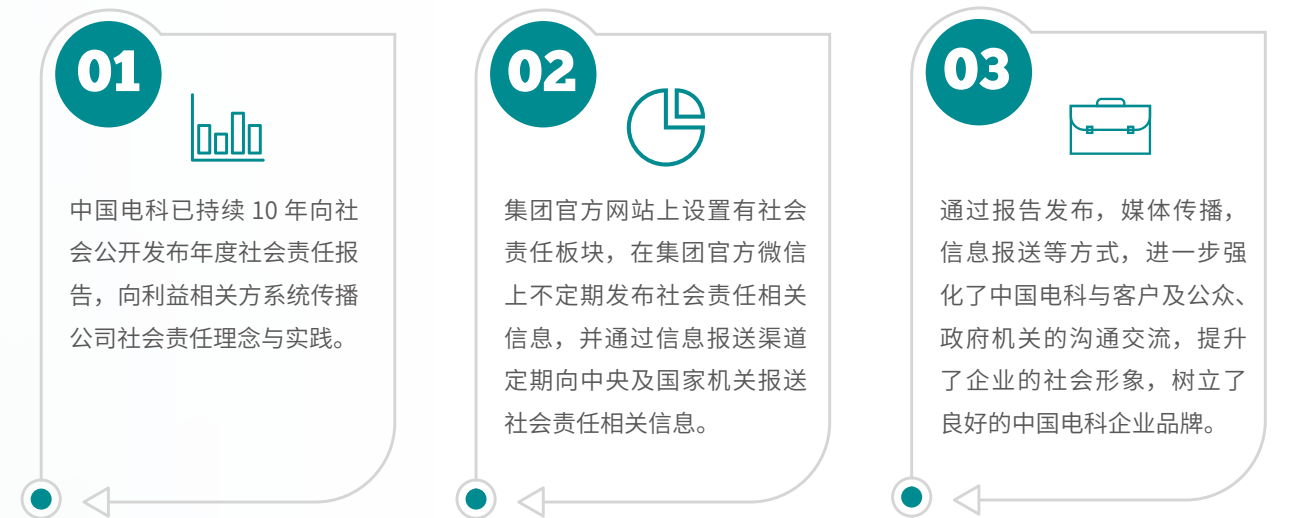 01
中国电科已持续 10 年向社
会公开发布年度社会责任报
告，向利益相关方系统传播
公司社会责任理念与实践。
02
集团官方网站上设置有社会
责任板块，在集团官方微信
上不定期发布社会责任相关
信息，并通过信息报送渠道
定期向中央及国家机关报送
社会责任相关信息。
03
通过报告发布，媒体传播，
信息报送等方式，进一步强
化了中国电科与客户及公众、
政府机关的沟通交流，提升
了企业的社会形象，树立了
良好的中国电科企业品牌。